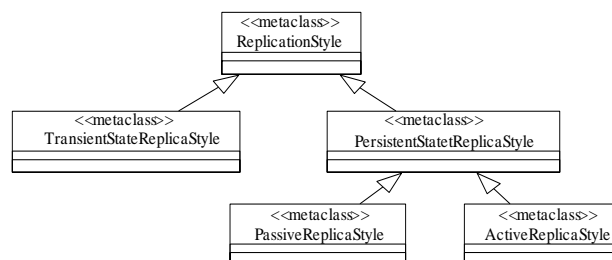 <<metaclass>>
ReplicationStyle
<<metaclass>>
TransientStateReplicaStyle
<<metaclass>>
PersistentStatetReplicaStyle
<<metaclass>>
PassiveReplicaStyle
<<metaclass>>
ActiveReplicaStyle